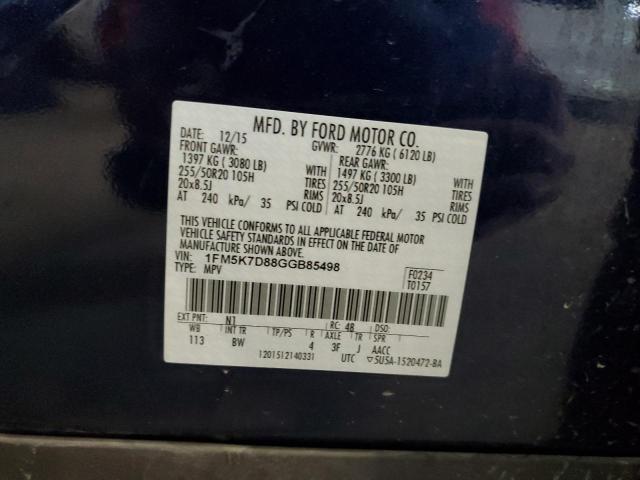 MFD. BY FORD MOTOR CO.
DATE: 12/15 GVWR: 2776 KG ( 6120 LB)
FRONT GAWR: REAR GAWR:
1397 KG ( 3080 LB) WITH 1497 KG ( 3300 LB) WITH
255/50R20 105H TIRES 255/50R20 105H TIRES
20x8.5J RIMS 20x8.5J RIMS
AT 240 kPa/ 35 PSI COLD AT 240 kPa/ 35 PSI COLD
THIS VEHICLE CONFORMS TO ALL APPLICABLE FEDERAL MOTOR
VEHICLE SAFETY STANDARDS IN EFFECT ON THE DATE OF
MANUFACTURE SHOWN ABOVE.
VIN: 1FM5K7D88GGB85498 F0234
TYPE: MPV T0157
EXT PNT: N1 RC: 48 DSO:
WB INT TR TP/PS R AXLE TR SPR
113 BW 4 3F J AACC
1201512140331 UTC ▽5U5A-1520472-BA